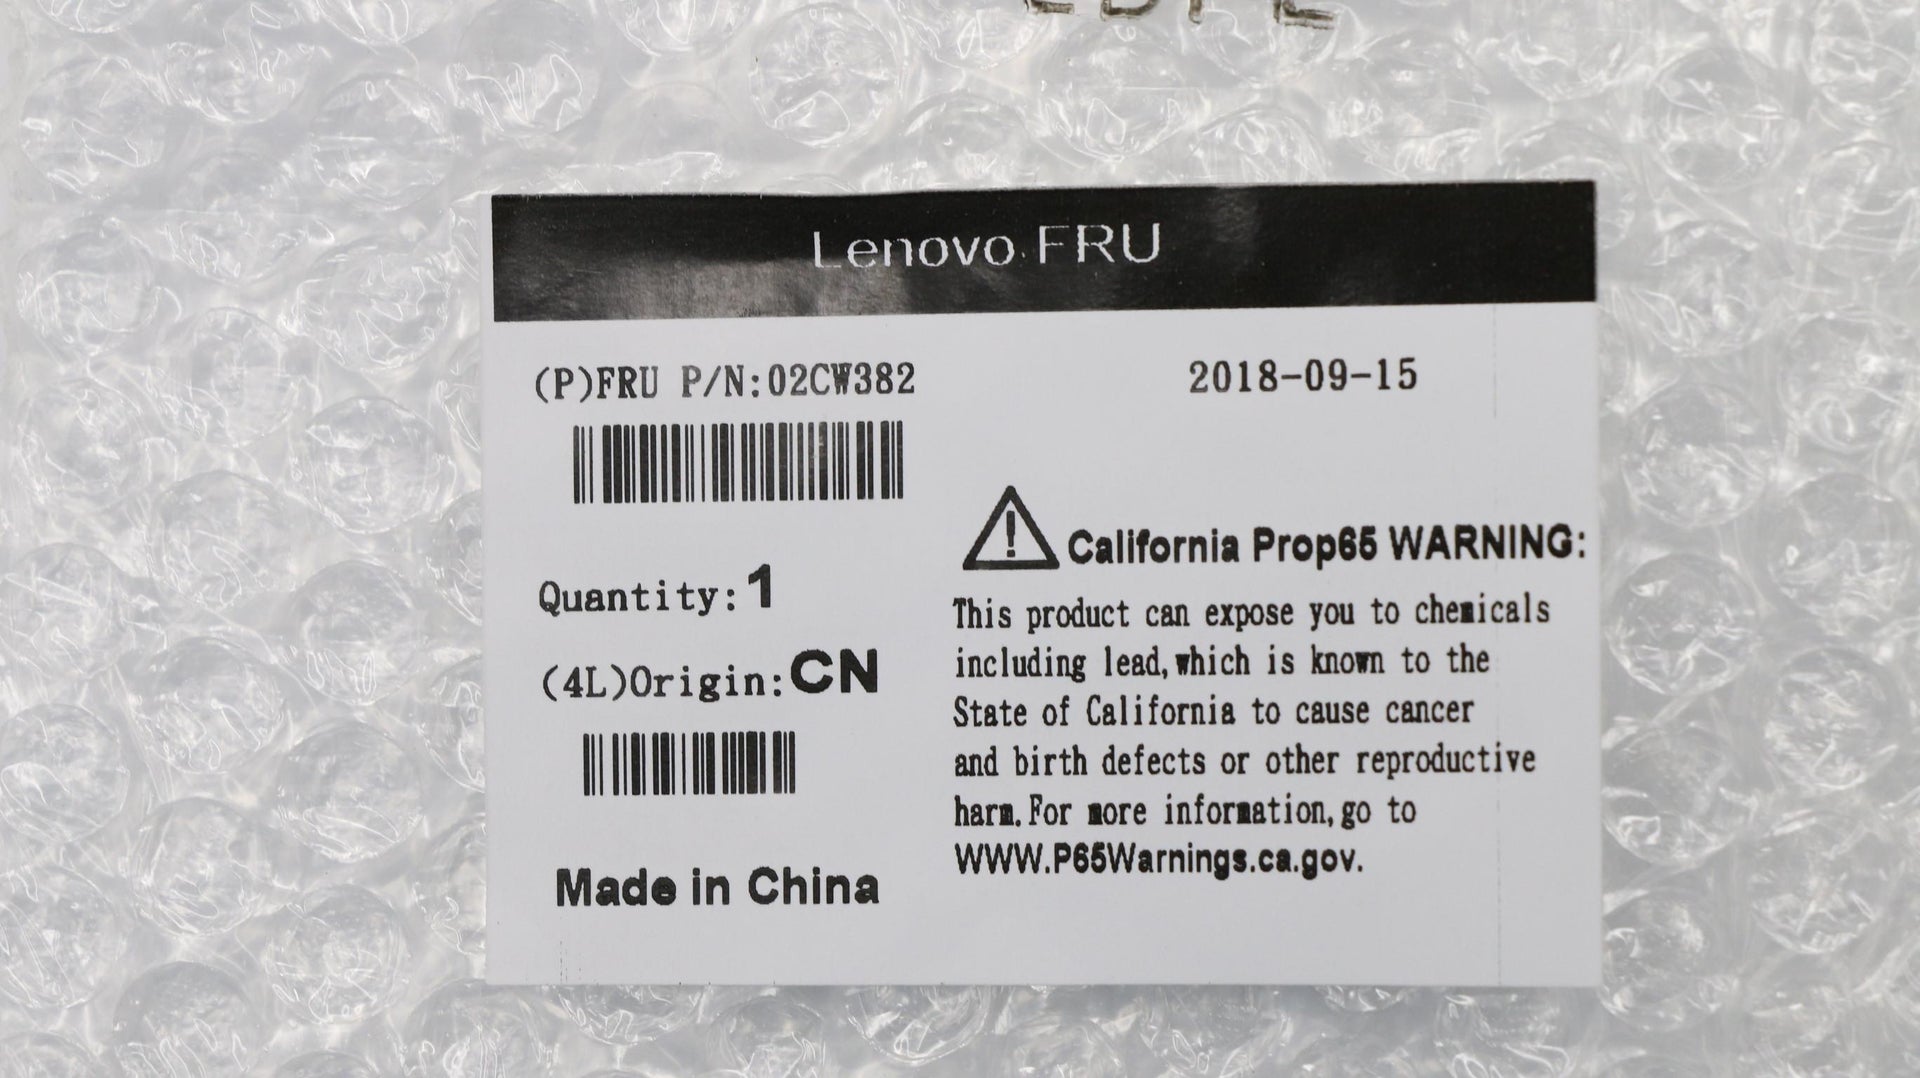 LDPE
Lenovo FRU
(P)FRU P/N:02CW382
2018-09-15
Quantity:1
(4L)Origin:CN
Made in China
California Prop65 WARNING:
This product can expose you to chemicals
including lead,which is known to the
State of California to cause cancer
and birth defects or other reproductive
harm.For more information,go to
WWW.P65Warnings.ca.gov.